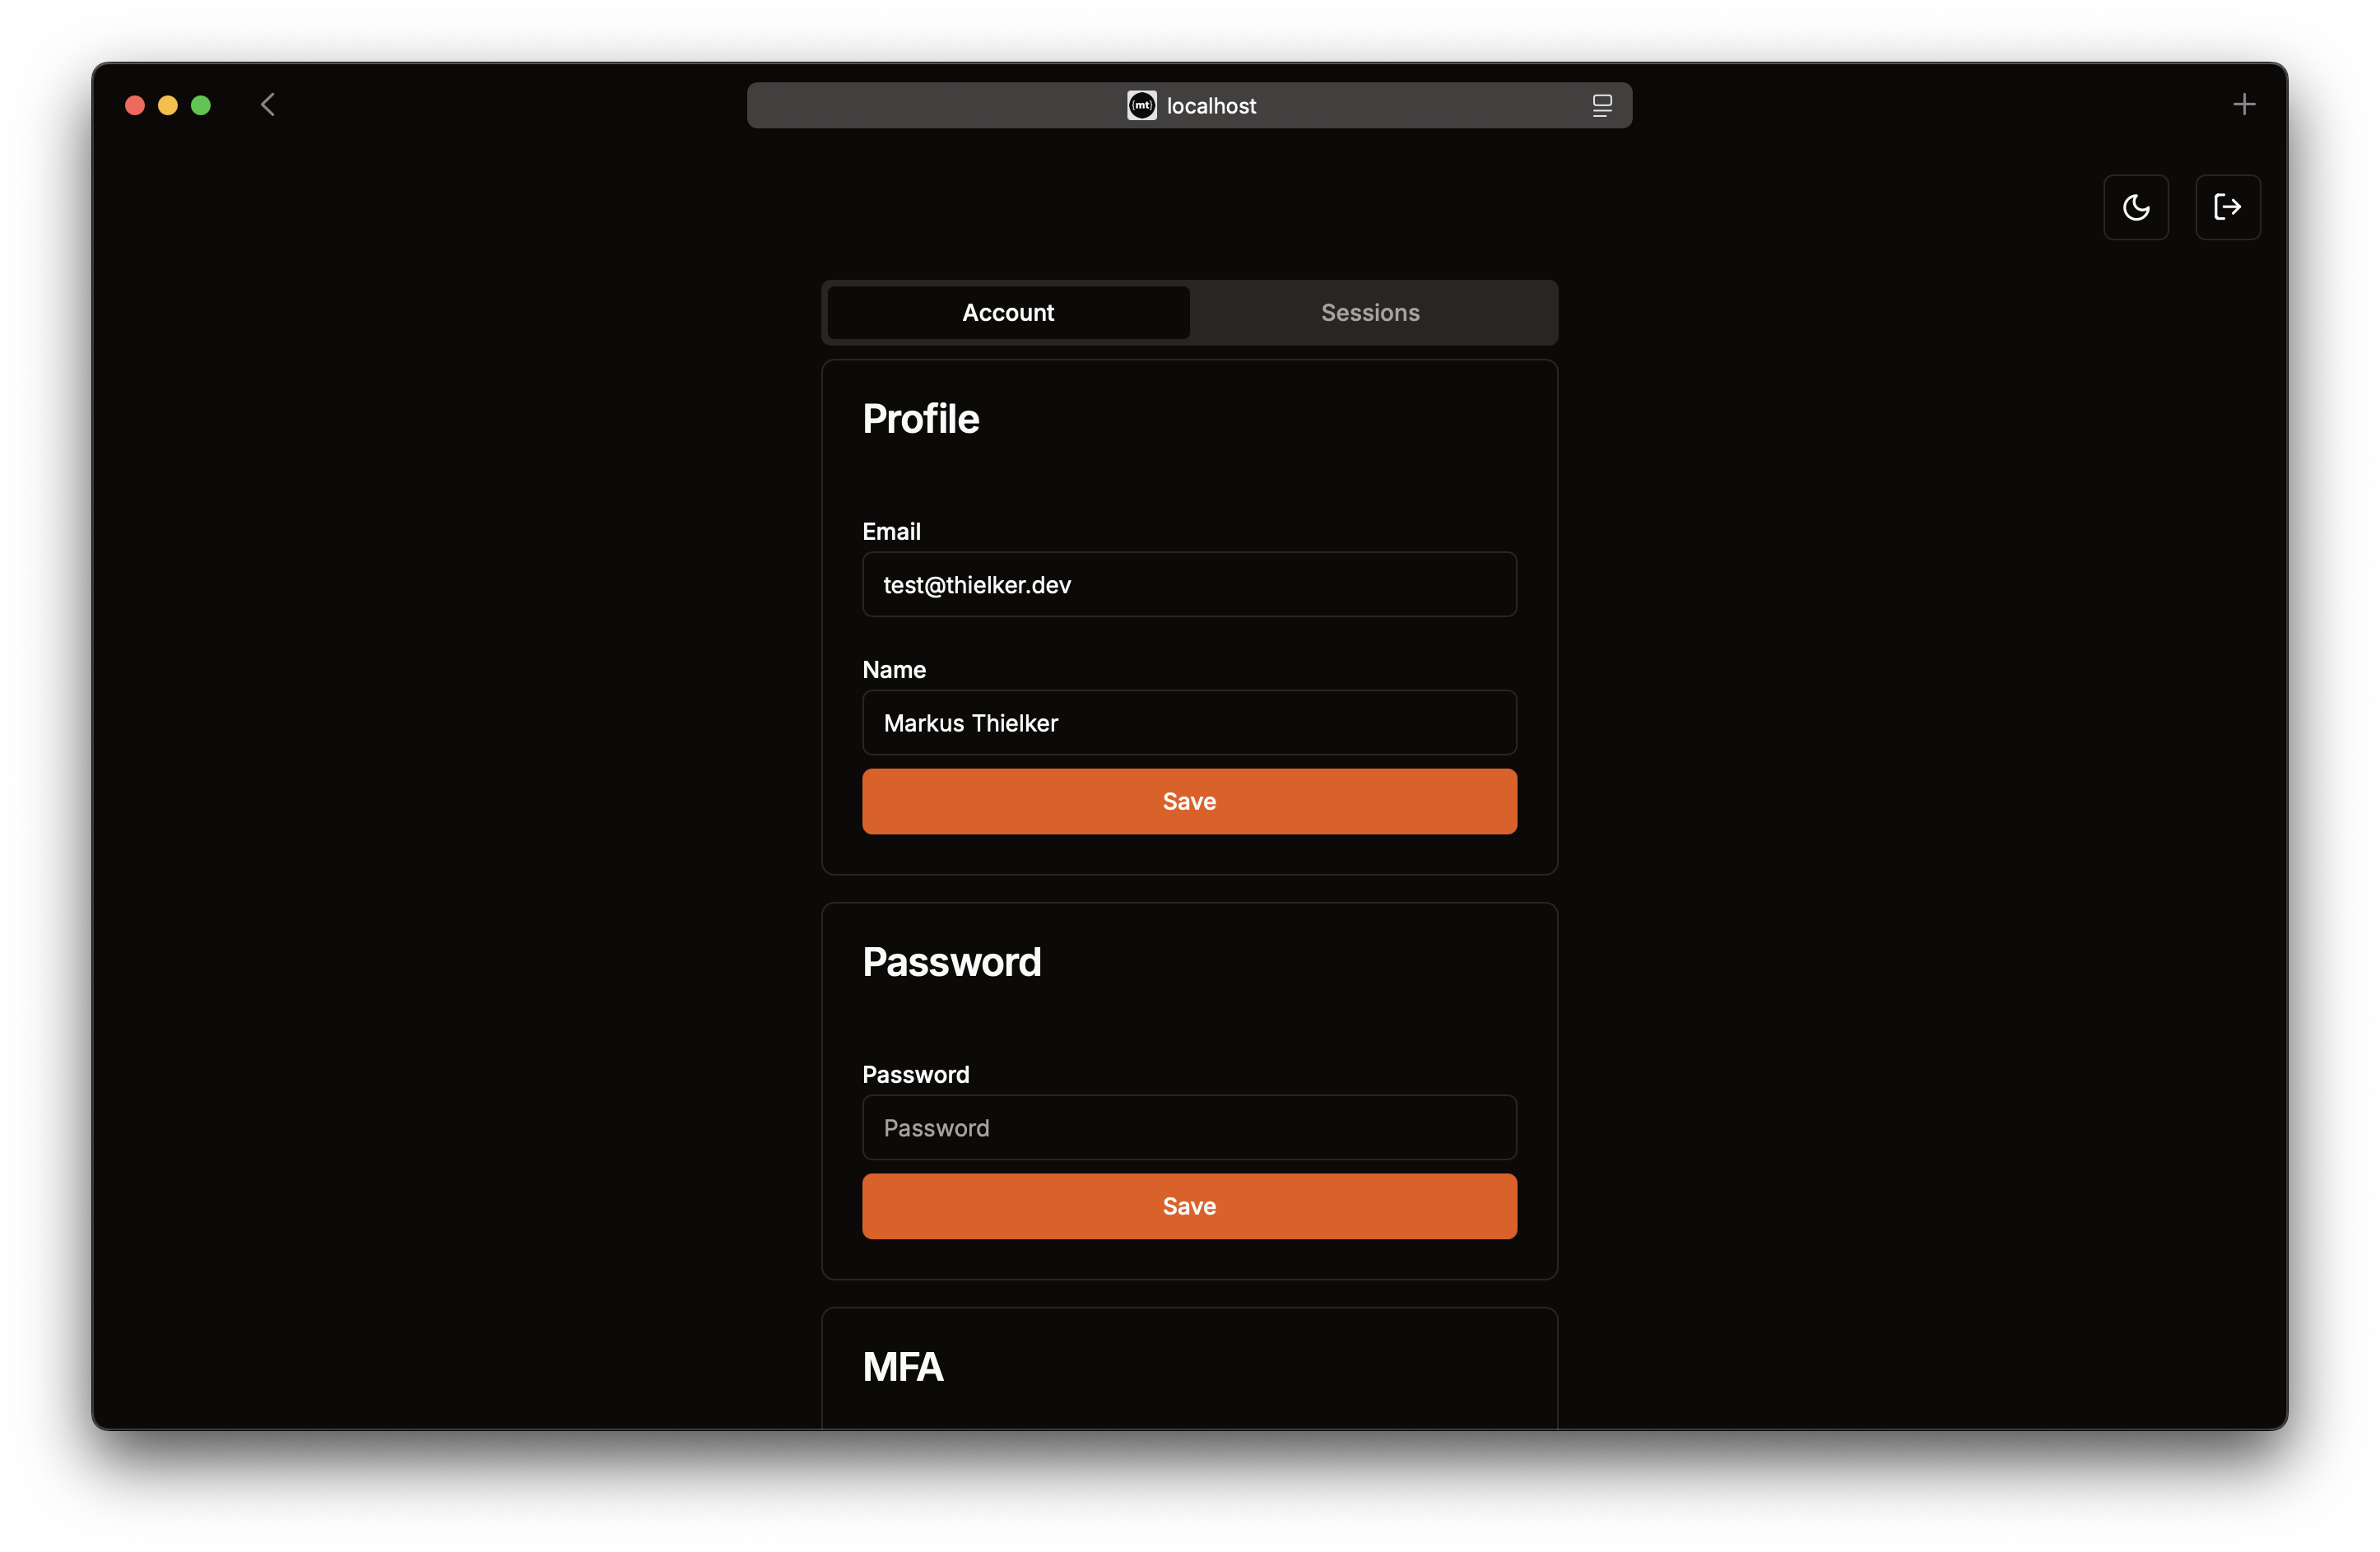 (mt) localhost
Account Sessions
Profile
Email
test@thielker.dev
Name
Markus Thielker
Save
Password
Password
Password
Save
MFA